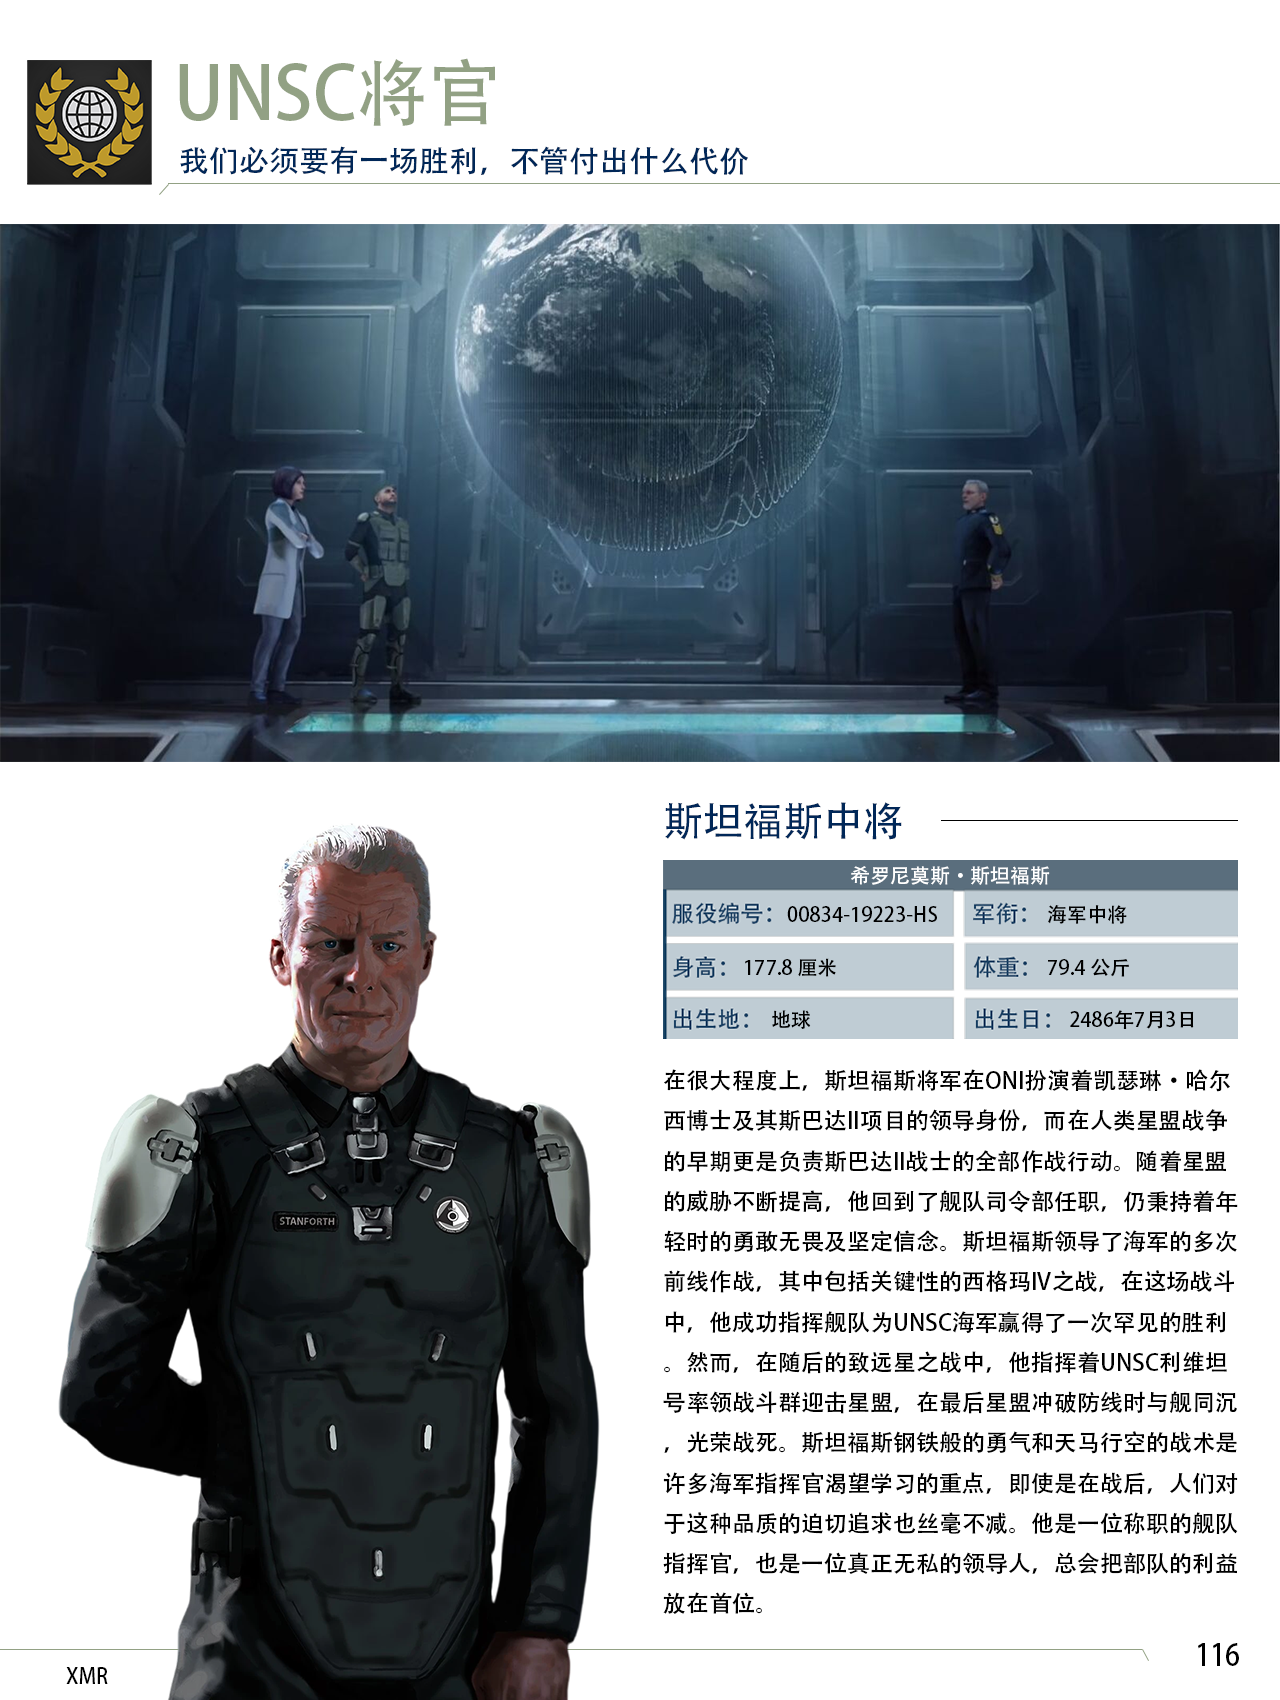 UNSC将官
我们必须要有一场胜利，不管付出什么代价
斯坦福斯中将
希罗尼莫斯·斯坦福斯
服役编号：00834-19223-HS
军衔：海军中将
身高：177.8 厘米
体重：79.4 公斤
出生地：地球
出生日：2486年7月3日
在很大程度上，斯坦福斯将军在ONI扮演着凯瑟琳·哈尔
西博士及其斯巴达II项目的领导身份，而在人类星盟战争
的早期更是负责斯巴达II战士的全部作战行动。随着星盟
的威胁不断提高，他回到了舰队司令部任职，仍秉持着年
轻时的勇敢无畏及坚定信念。斯坦福斯领导了海军的多次
前线作战，其中包括关键性的西格玛IV之战，在这场战斗
中，他成功指挥舰队为UNSC海军赢得了一次罕见的胜利
。然而，在随后的致远星之战中，他指挥着UNSC利维坦
号率领战斗群迎击星盟，在最后星盟冲破防线时与舰同沉
，光荣战死。斯坦福斯钢铁般的勇气和天马行空的战术是
许多海军指挥官渴望学习的重点，即使是在战后，人们对
于这种品质的迫切追求也丝毫不减。他是一位称职的舰队
指挥官，也是一位真正无私的领导人，总会把部队的利益
放在首位。
STANFORTH
XMR
116